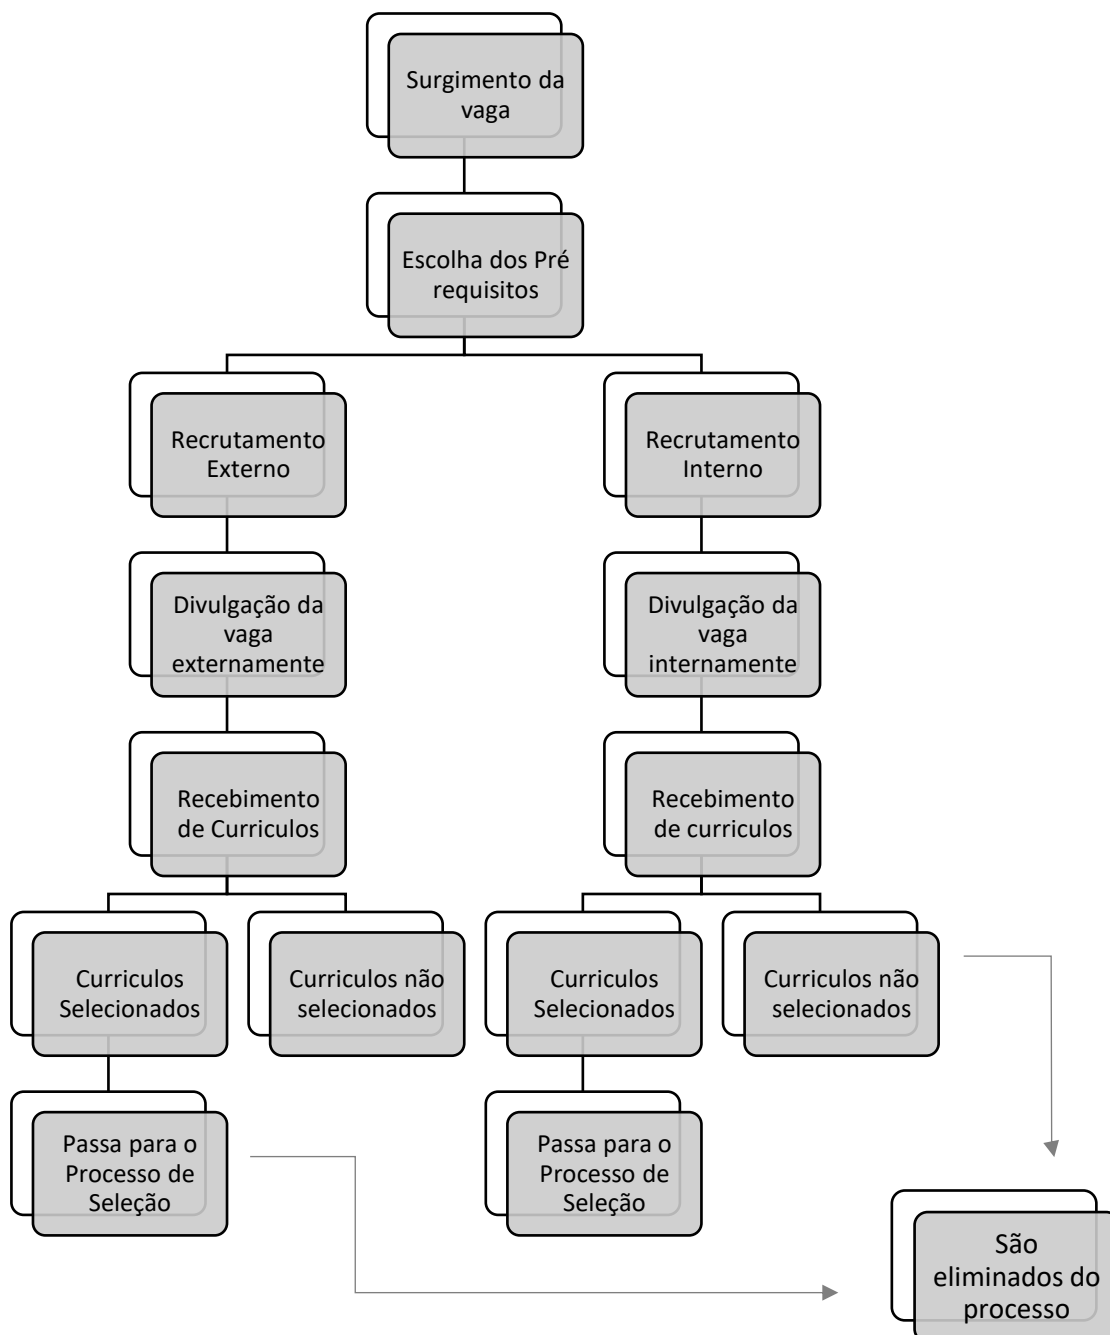 Surgimento da
vaga
Escolha dos Pré
requisitos
Recrutamento
Externo
Recrutamento
Interno
Divulgação da
vaga
externamente
Divulgação da
vaga
internamente
Recebimento
de Curriculos
Recebimento
de curriculos
Curriculos
Selecionados
Curriculos não
selecionados
Curriculos
Selecionados
Curriculos não
selecionados
Passa para o
Processo de
Seleção
Passa para o
Processo de
Seleção
São
eliminados do
processo